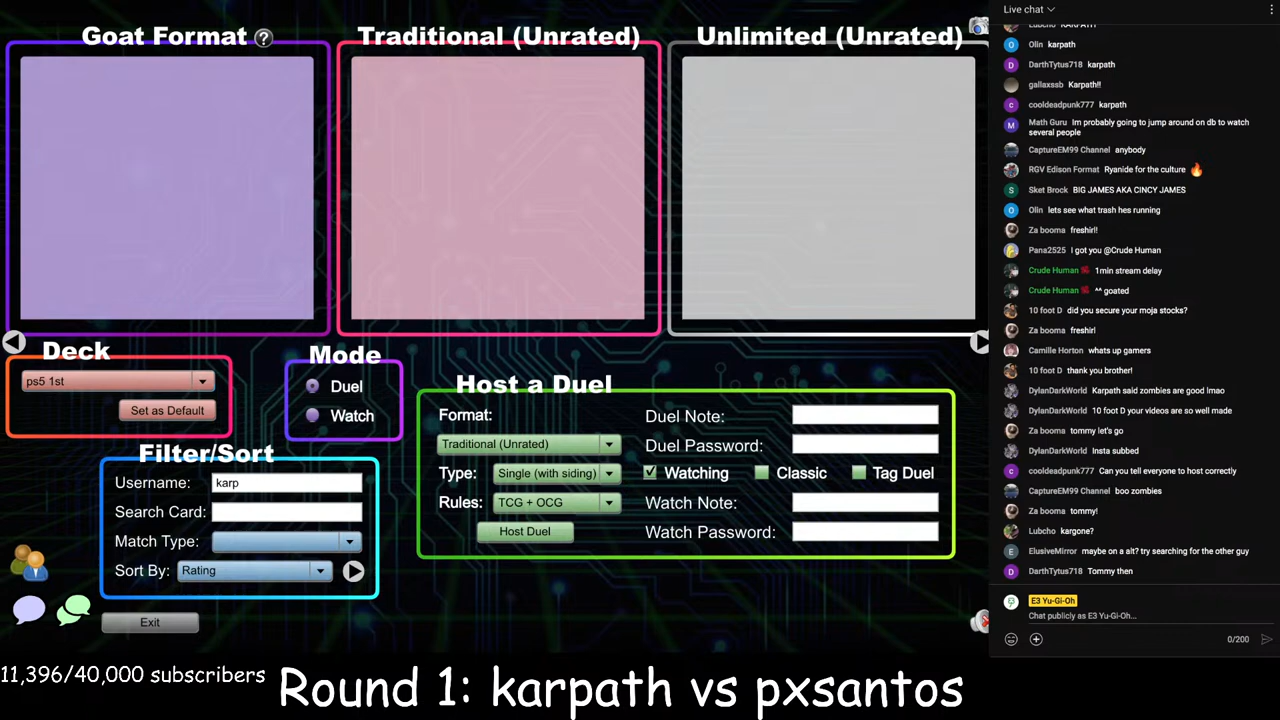 Goat Format ?
Traditional (Unrated)
Unlimited (Unrated)
Deck
ps5 1st
Set as Default
Mode
Duel
Watch
Filter/Sort
Username: karp
Search Card:
Match Type:
Sort By: Rating
Exit
Host a Duel
Format:
Traditional (Unrated)
Type: Single (with siding)
Rules: TCG + OCG
Host Duel
Duel Note:
Duel Password:
Watching Classic Tag Duel
Watch Note:
Watch Password:
11,396/40,000 subscribers
Round 1: karpath vs pxsantos
Live chat
Olin karpath
D DarthTytus718 karpath
gallaxssb Karpath!!
c cooldeadpunk777 karpath
M Math Guru Im probably going to jump around on db to watch
several people
CaptureEM99 Channel anybody
RGV Edison Format Ryanide for the culture 🔥
S Sket Brock BIG JAMES AKA CINCY JAMES
O Olin lets see what trash hes running
Za booma freshirl!
Pana2525 I got you @Crude Human
Crude Human 1min stream delay
Crude Human ^^ goated
10 foot D did you secure your moja stocks?
Za booma freshirl
Camille Horton whats up gamers
10 foot D thank you brother!
DylanDarkWorld Karpath said zombies are good lmao
DylanDarkWorld 10 foot D your videos are so well made
Za booma tommy let's go
DylanDarkWorld Insta subbed
c cooldeadpunk777 Can you tell everyone to host correctly
CaptureEM99 Channel boo zombies
Za booma tommy!
Lubcho kargone?
E ElusiveMirror maybe on a alt? try searching for the other guy
D DarthTytus718 Tommy then
E3 Yu-Gi-Oh
Chat publicly as E3 Yu-Gi-Oh...
0/200